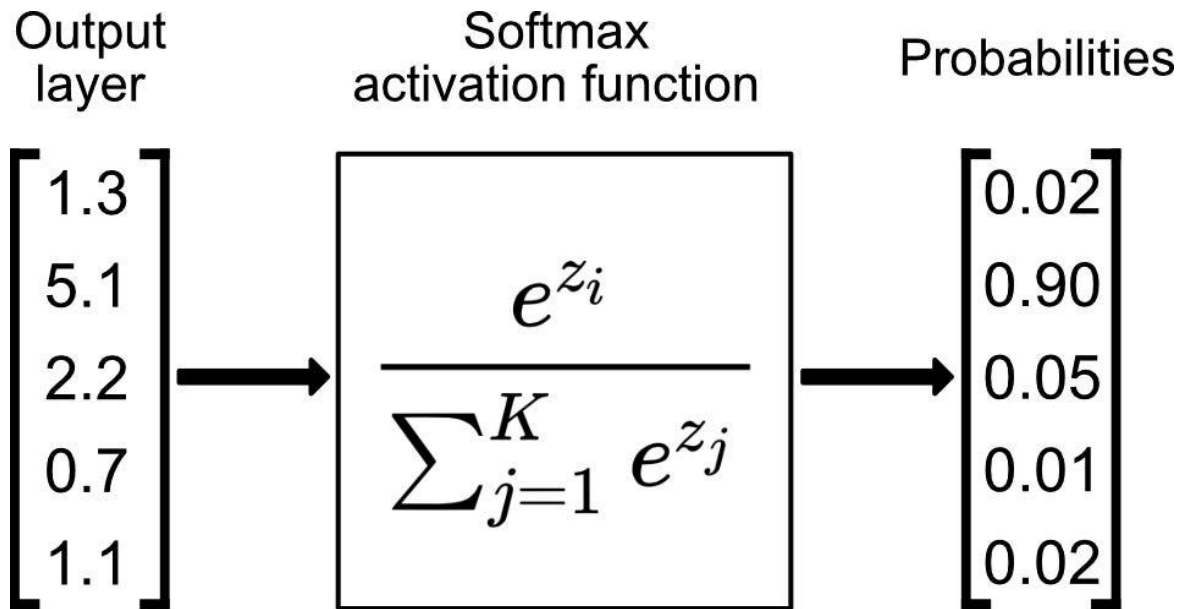 Output
layer
Softmax
activation function
Probabilities
1.3
5.1
2.2
0.7
1.1
e^{z_i}
∑_{j=1}^{K} e^{z_j}
0.02
0.90
0.05
0.01
0.02